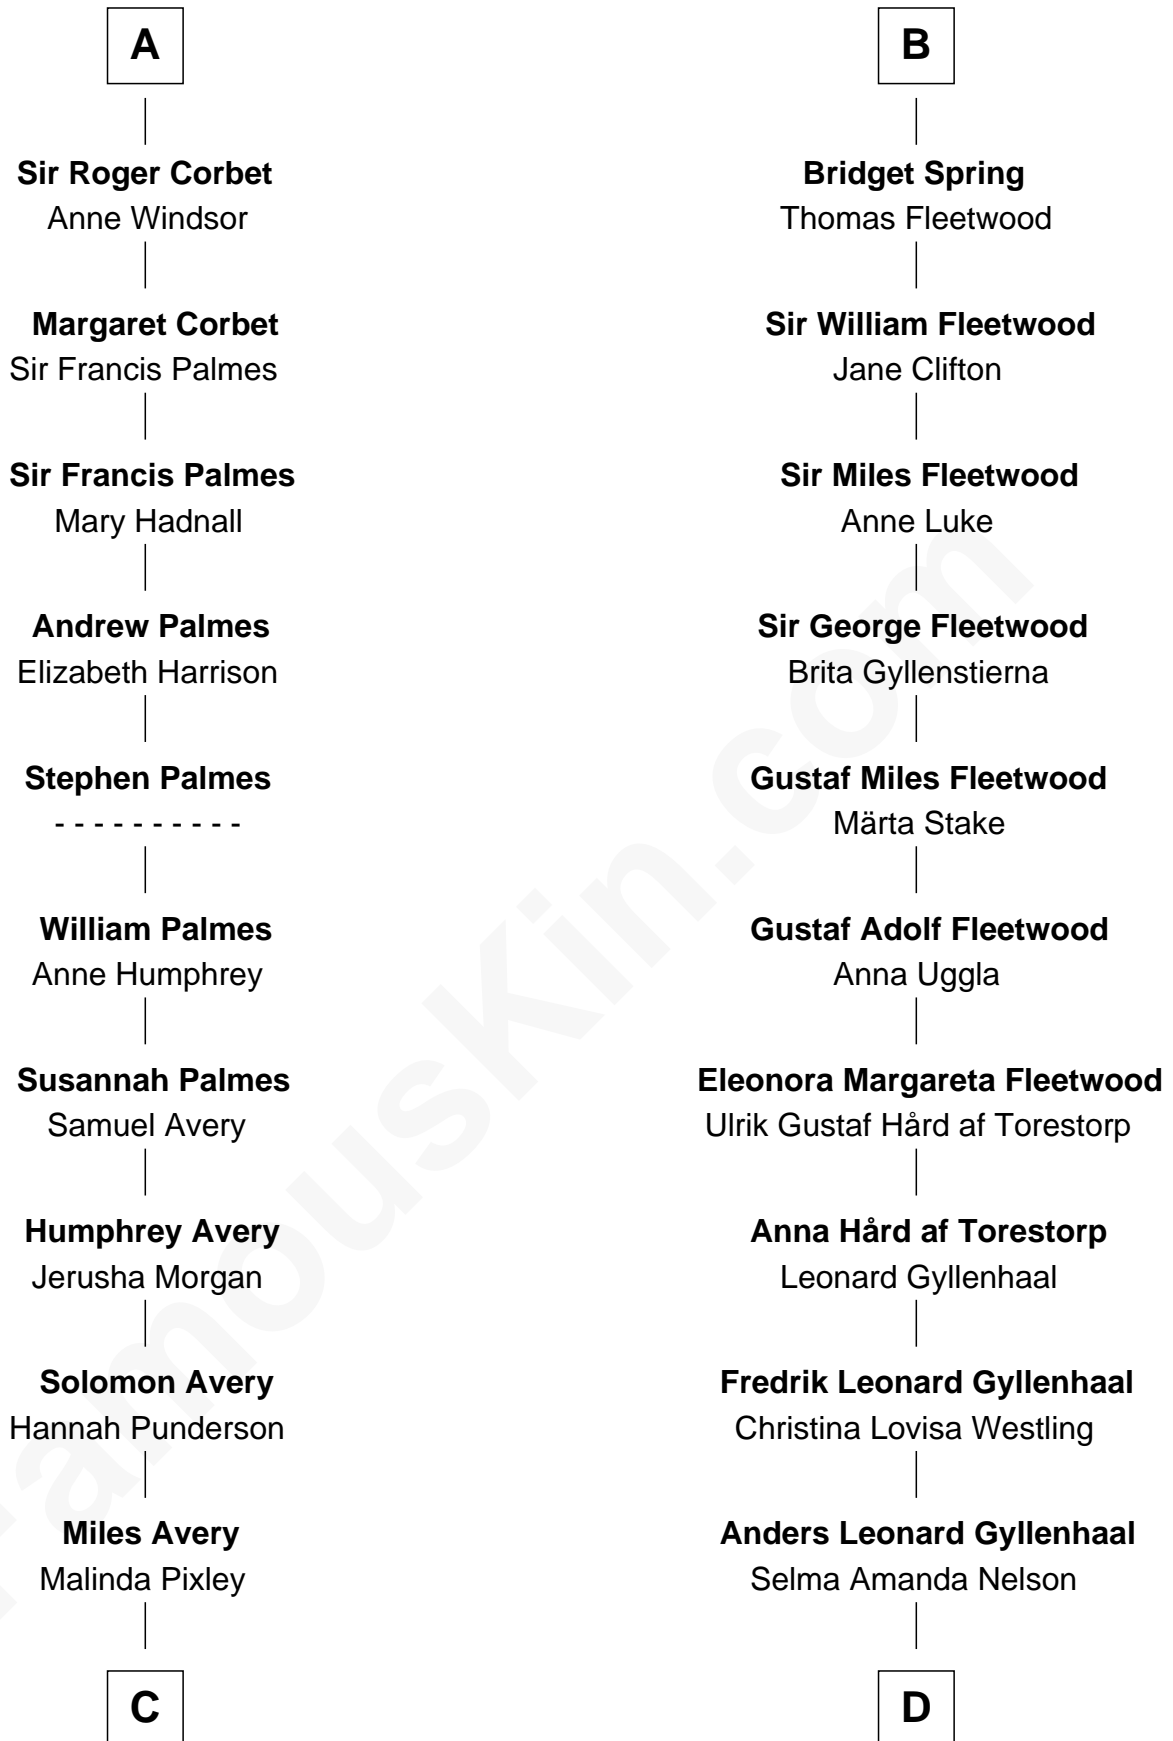 A
Sir Roger Corbet
Anne Windsor
Margaret Corbet
Sir Francis Palmes
Sir Francis Palmes
Mary Hadnall
Andrew Palmes
Elizabeth Harrison
Stephen Palmes
- - - - - - - - - -
William Palmes
Anne Humphrey
Susannah Palmes
Samuel Avery
Humphrey Avery
Jerusha Morgan
Solomon Avery
Hannah Punderson
Miles Avery
Malinda Pixley
C
B
Bridget Spring
Thomas Fleetwood
Sir William Fleetwood
Jane Clifton
Sir Miles Fleetwood
Anne Luke
Sir George Fleetwood
Brita Gyllenstierna
Gustaf Miles Fleetwood
Märta Stake
Gustaf Adolf Fleetwood
Anna Uggla
Eleonora Margareta Fleetwood
Ulrik Gustaf Hård af Torestorp
Anna Hård af Torestorp
Leonard Gyllenhaal
Fredrik Leonard Gyllenhaal
Christina Lovisa Westling
Anders Leonard Gyllenhaal
Selma Amanda Nelson
D
FamousKin.com